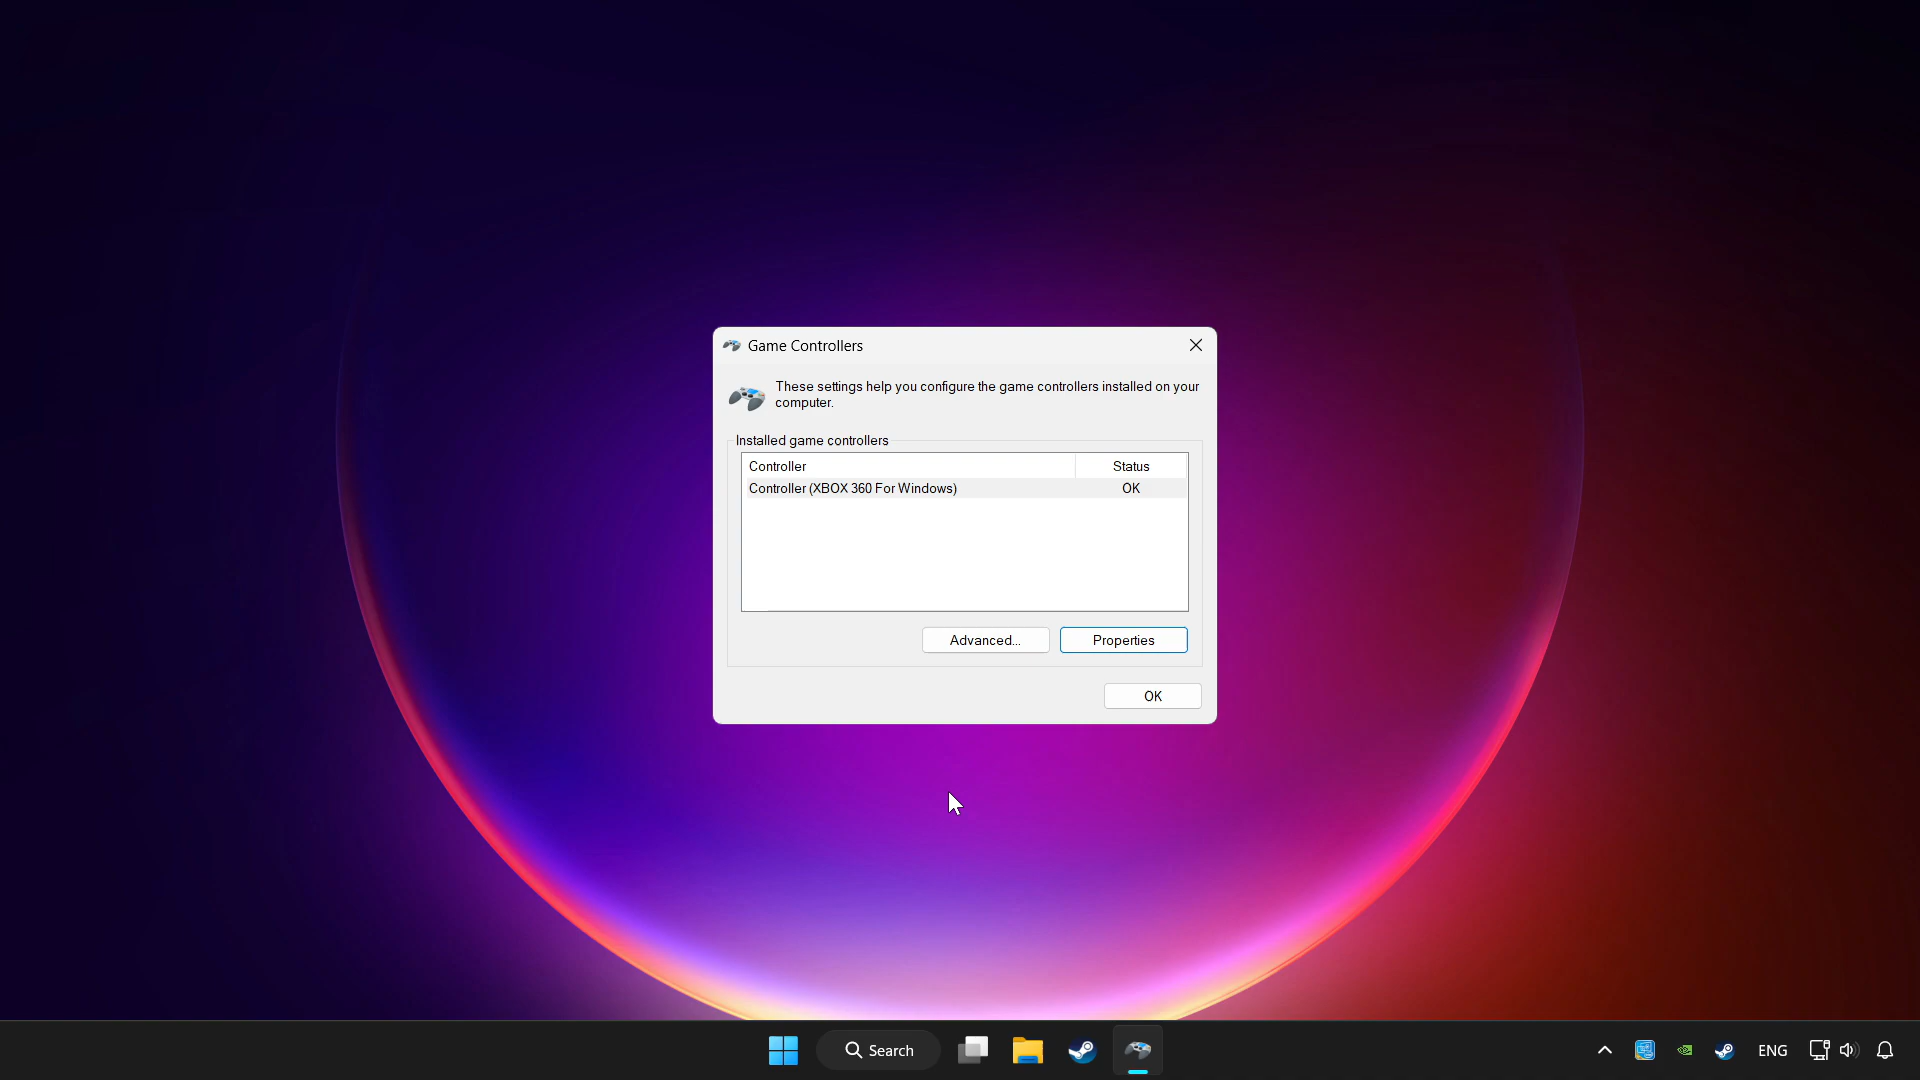 Game Controllers
These settings help you configure the game controllers installed on your
computer.
Installed game controllers
Controller Status
Controller (XBOX 360 For Windows) OK
Advanced... Properties
OK
Search
ENG